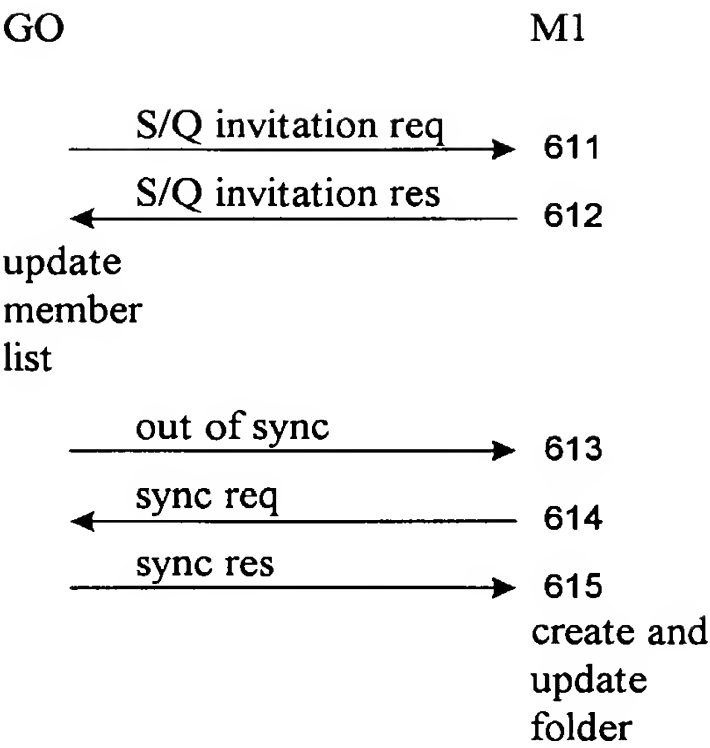 GO M1
S/Q invitation req 611
S/Q invitation res 612
update
member
list
out of sync 613
sync req 614
sync res 615
create and
update
folder